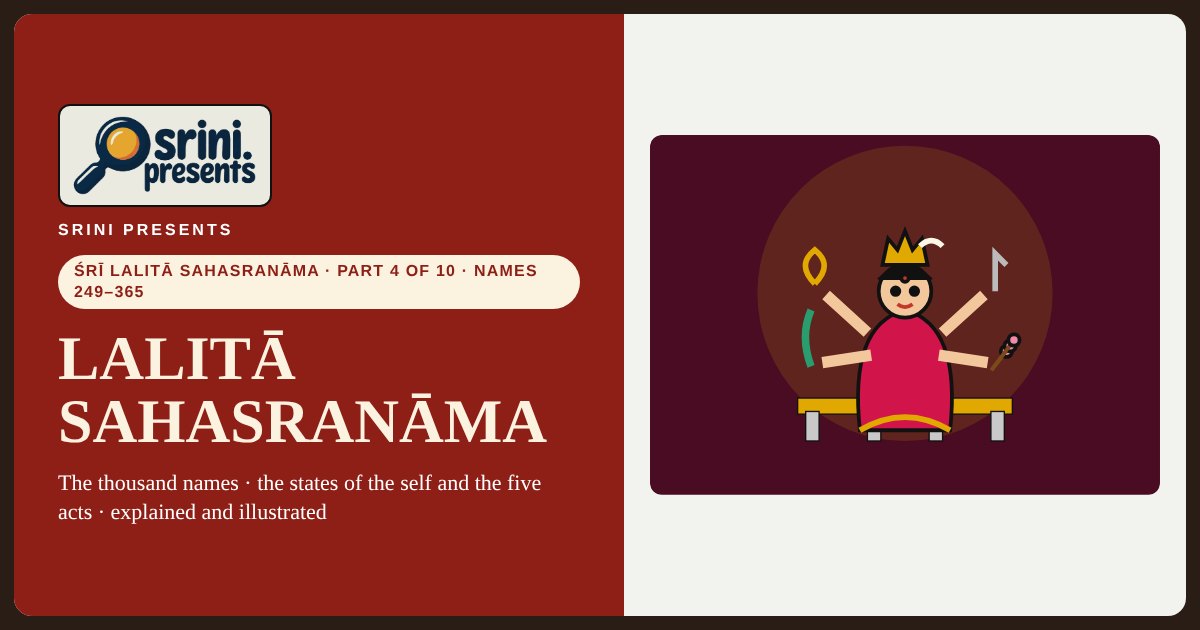 srini.
presents
SRINI PRESENTS
ŚRĪ LALITĀ SAHASRANĀMA · PART 4 OF 10 · NAMES
249–365
LALITĀ
SAHASRANĀMA
The thousand names · the states of the self and the five
acts · explained and illustrated